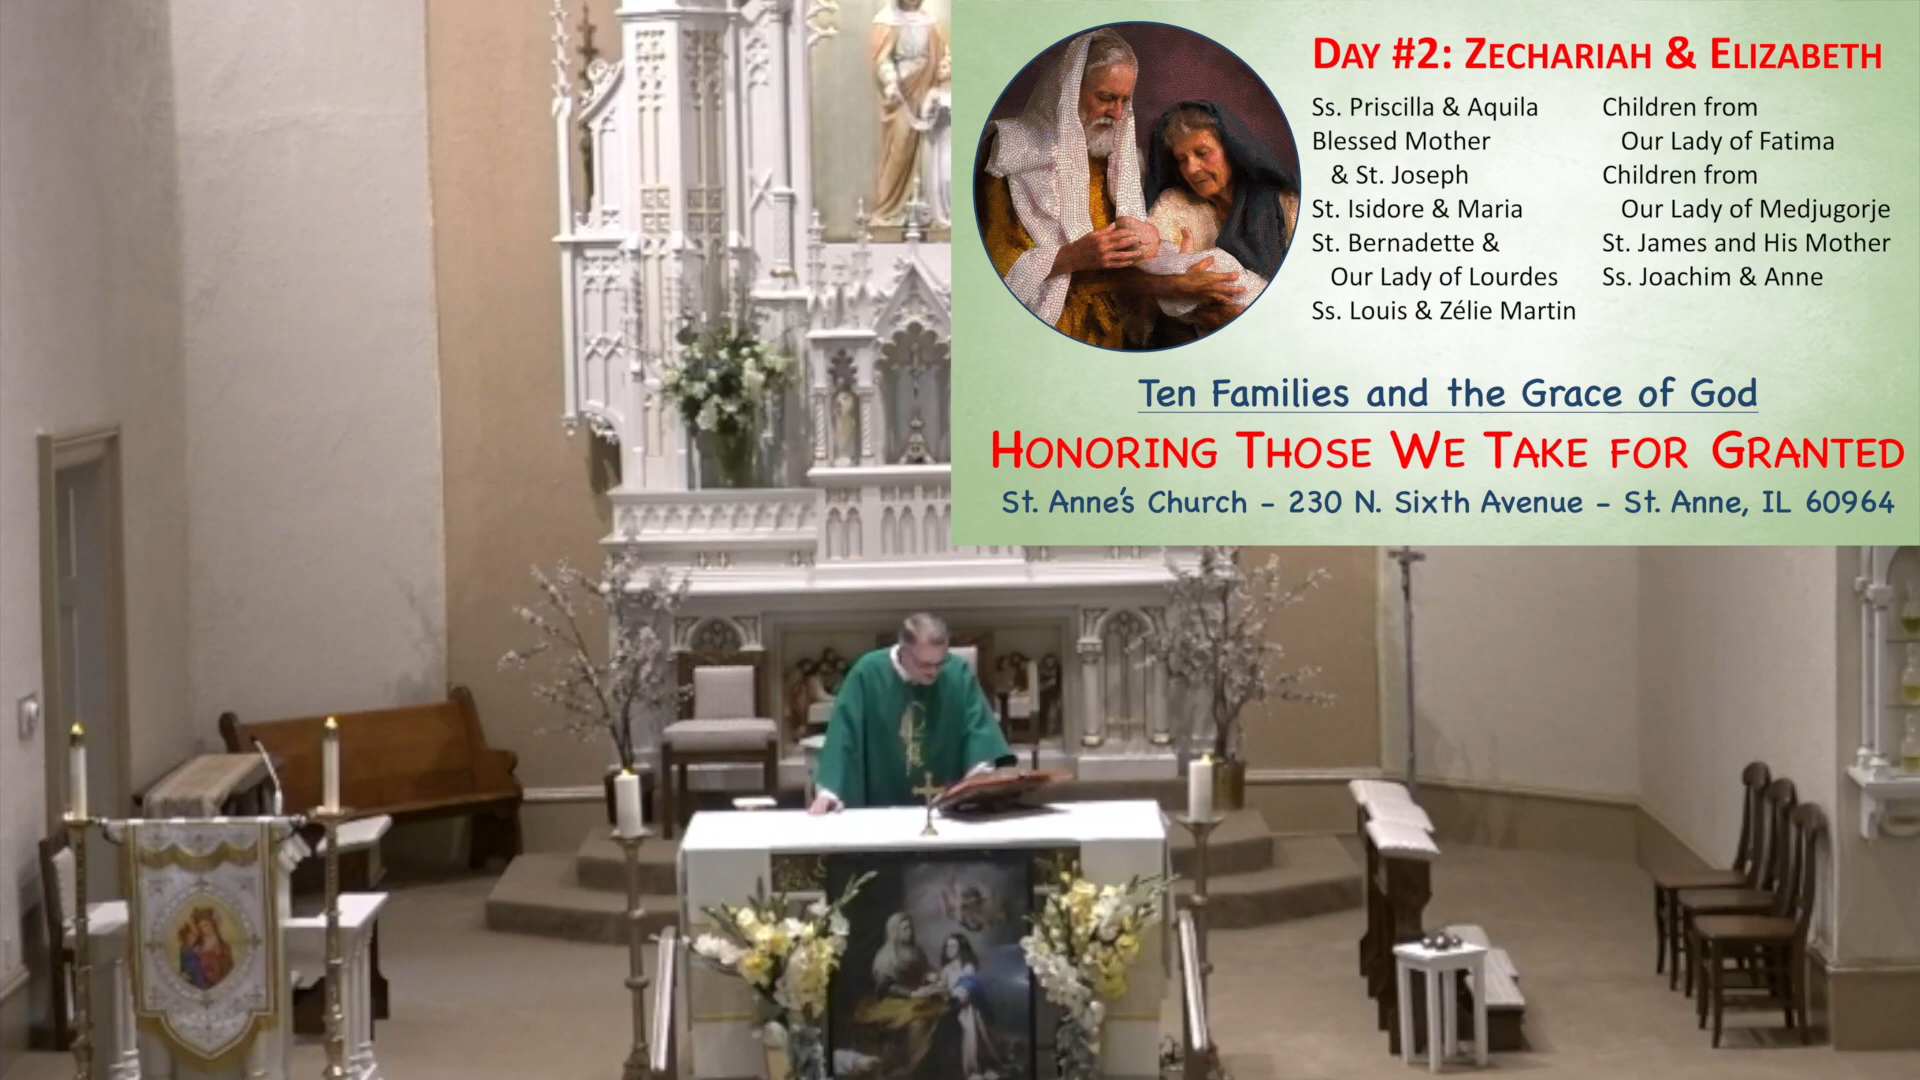 DAY #2: ZECHARIAH & ELIZABETH
Ss. Priscilla & Aquila
Blessed Mother
& St. Joseph
St. Isidore & Maria
St. Bernadette &
Our Lady of Lourdes
Ss. Louis & Zélie Martin
Children from
Our Lady of Fatima
Children from
Our Lady of Medjugorje
St. James and His Mother
Ss. Joachim & Anne
Ten Families and the Grace of God
HONORING THOSE WE TAKE FOR GRANTED
St. Anne's Church – 230 N. Sixth Avenue – St. Anne, IL 60964